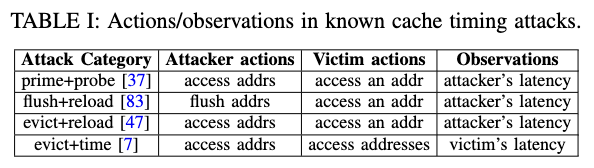 TABLE I: Actions/observations in known cache timing attacks.
Attack Category Attacker actions Victim actions Observations
prime+probe [37] access addrs access an addr attacker's latency
flush+reload [83] flush addrs access an addr attacker's latency
evict+reload [47] access addrs access an addr attacker's latency
evict+time [7] access addrs access addresses victim's latency